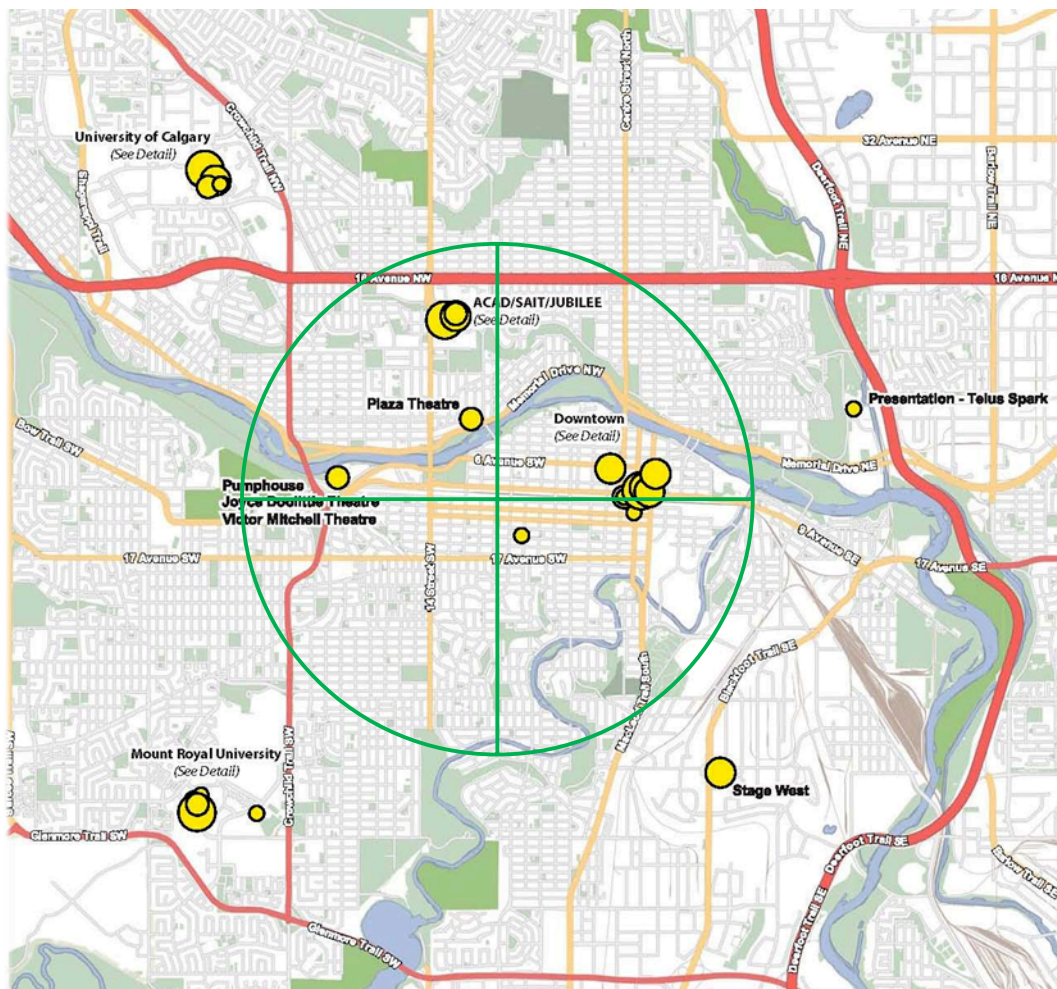 Centre Street North
Crowchild Trail NW
University of Calgary
(See Detail)
32 Avenue NE
Barlow Trail NE
Shaganappi Trail
Deerfoot Trail NE
16 Avenue NW
16 Avenue N
ACAD/SAIT/JUBILEE
(See Detail)
Memorial Drive NW
Plaza Theatre
Presentation - Telus Spark
Downtown
(See Detail)
Bow Trail SW
6 Avenue SW
Memorial Drive NE
Pumphouse
Joyce Doolittle Theatre
Victor Mitchell Theatre
9 Avenue SE
17 Avenue SW
17 Avenue SW
17 Avenue SE
14 Street SW
Blackfoot Trail SE
MacLeod Trail South
Mount Royal University
(See Detail)
Crowchild Trail SW
Stage West
Glenmore Trail SW
Deerfoot Trail SE
Barlow Trail SE
Glenmore Trail SW
Deerfoot Trail SE